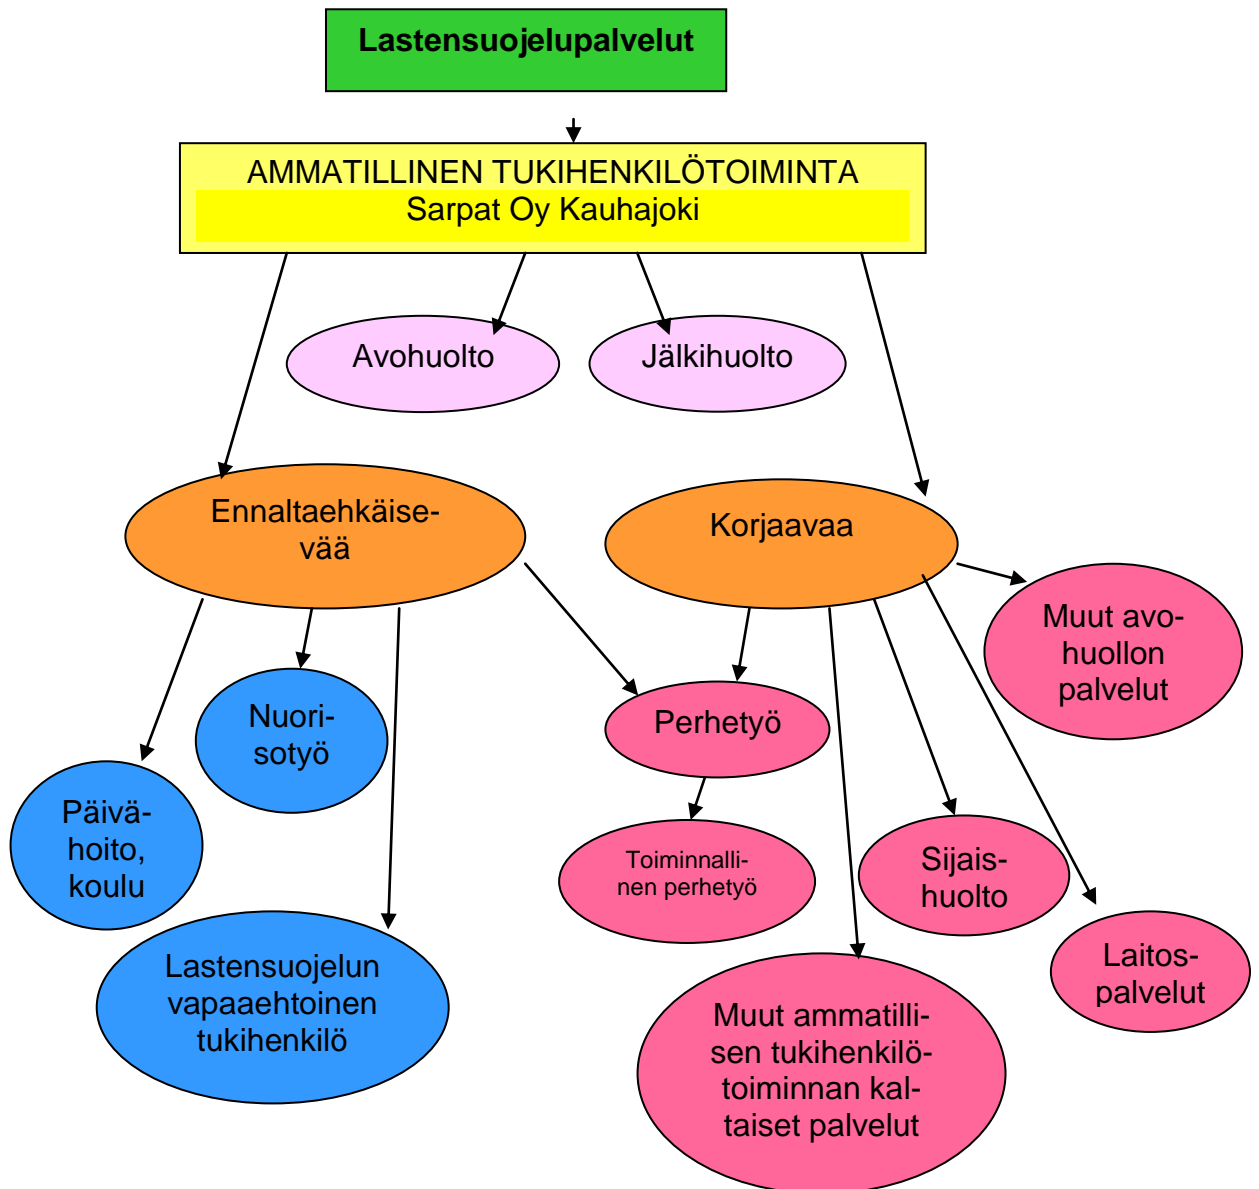 Lastensuojelupalvelut
AMMATILLINEN TUKIHENKILÖTOIMINTA
Sarpat Oy Kauhajoki
Avohuolto
Jälkihuolto
Ennaltaehkäise-
vää
Korjaavaa
Muut avo-
huollon
palvelut
Nuori-
sotyö
Perhetyö
Päivä-
hoito,
koulu
Toiminnalli-
nen perhetyö
Sijais-
huolto
Lastensuojelun
vapaaehtoinen
tukihenkilö
Laitos-
palvelut
Muut ammatilli-
sen tukihenkilö-
toiminnan kal-
taiset palvelut